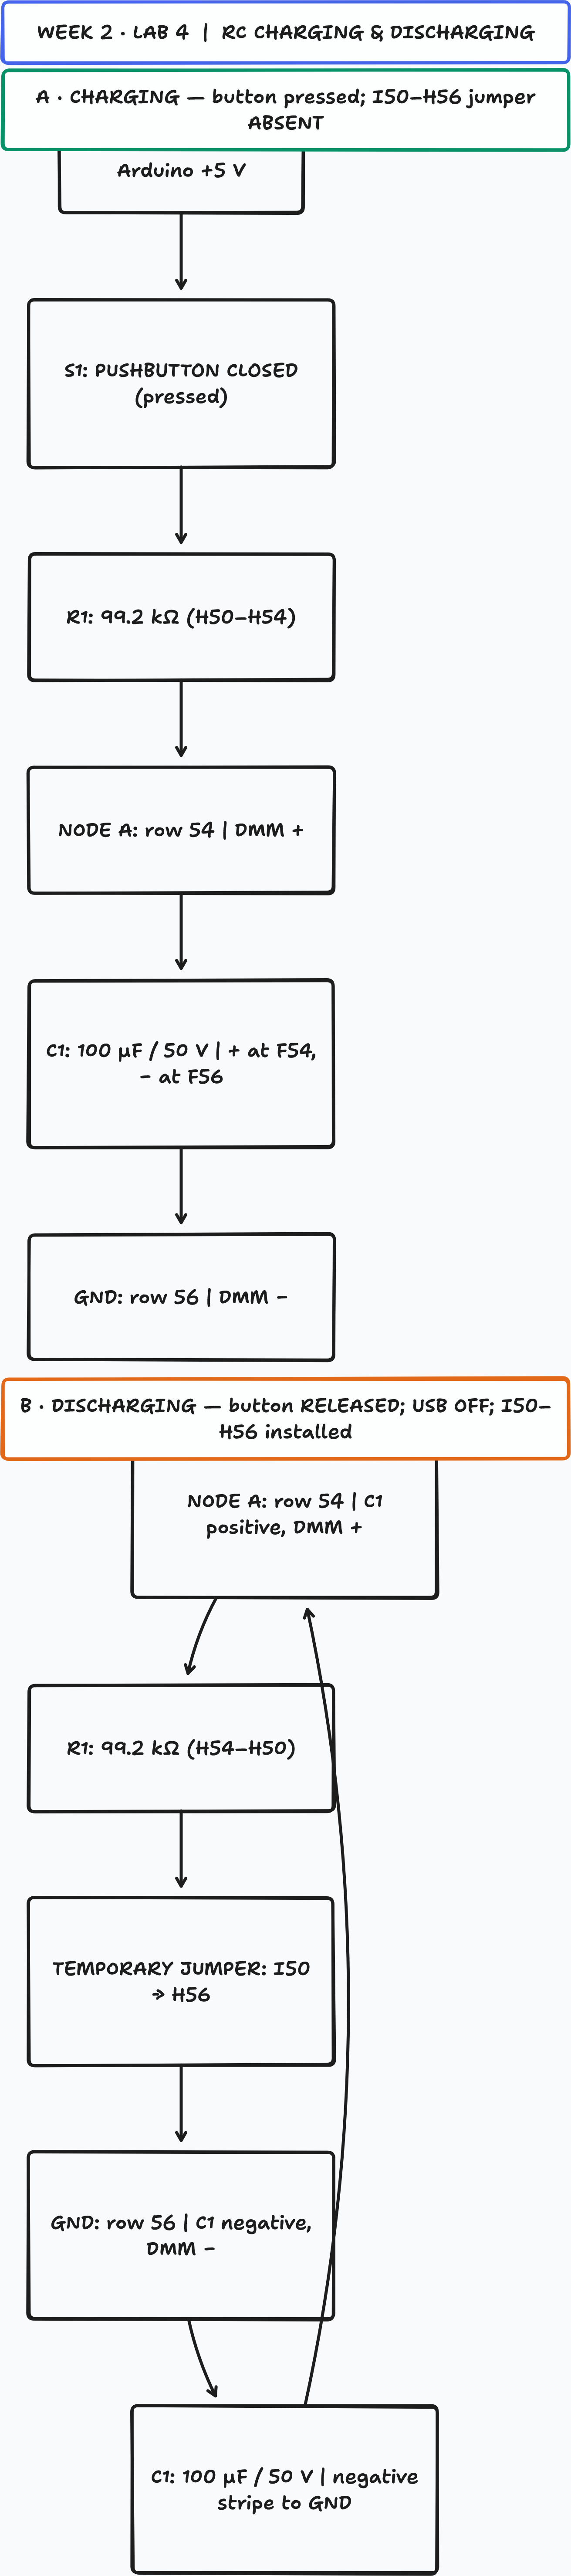 WEEK 2 · LAB 4 | RC CHARGING & DISCHARGING
A · CHARGING — button pressed; I50–H56 jumper
ABSENT
Arduino +5 V
S1: PUSHBUTTON CLOSED
(pressed)
R1: 99.2 kΩ (H50–H54)
NODE A: row 54 | DMM +
C1: 100 µF / 50 V | + at F54,
− at F56
GND: row 56 | DMM −
B · DISCHARGING — button RELEASED; USB OFF; I50–
H56 installed
NODE A: row 54 | C1
positive, DMM +
R1: 99.2 kΩ (H54–H50)
TEMPORARY JUMPER: I50
→ H56
GND: row 56 | C1 negative,
DMM −
C1: 100 µF / 50 V | negative
stripe to GND